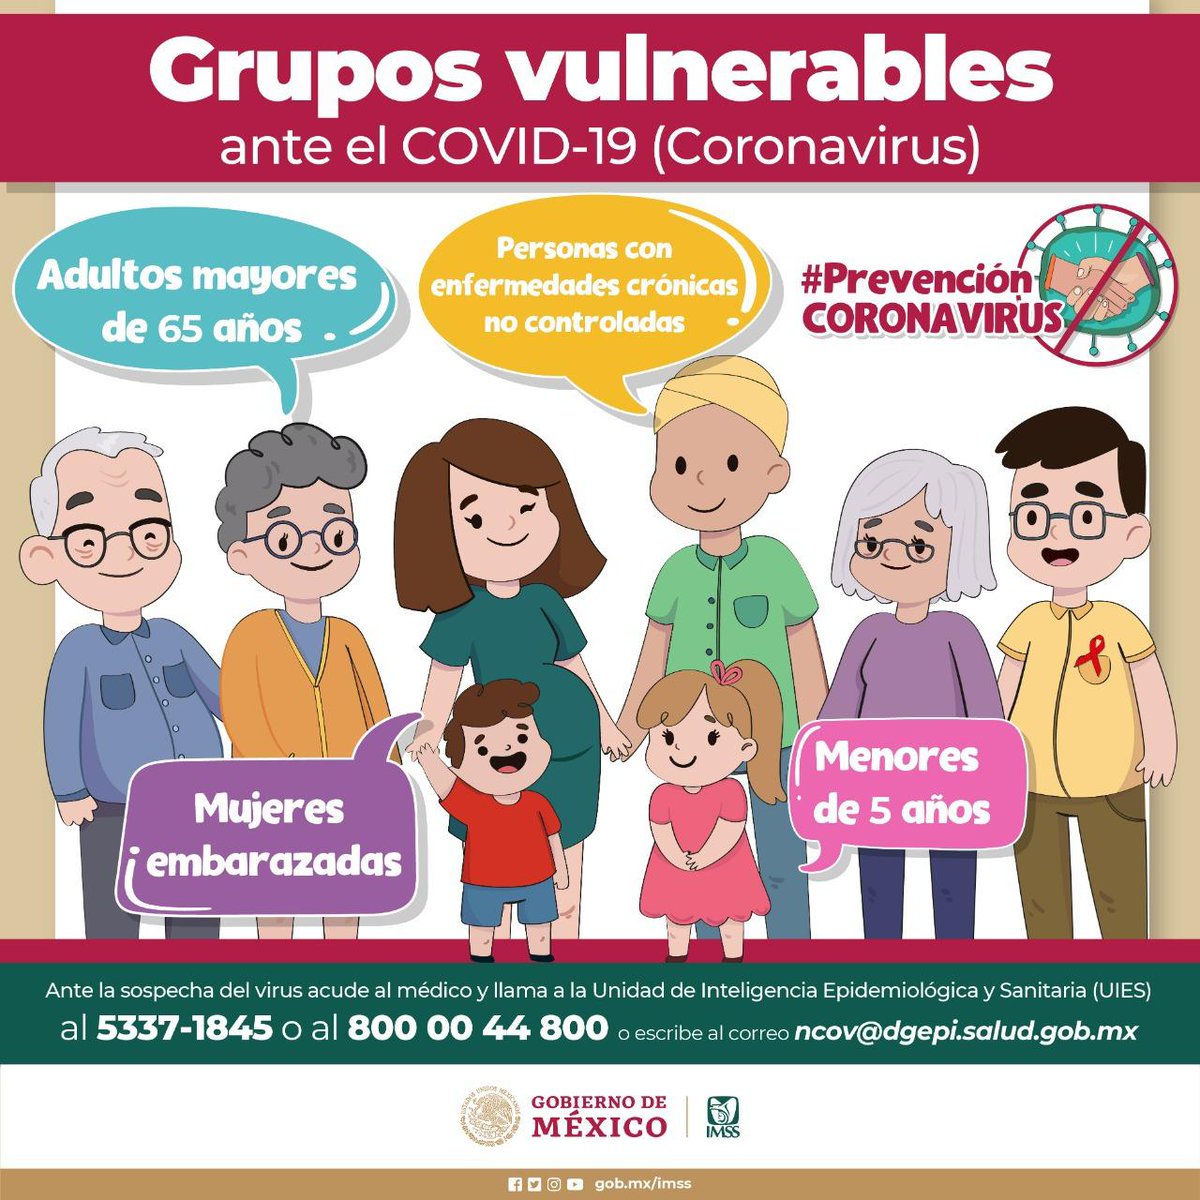 Grupos vulnerables
ante el COVID-19 (Coronavirus)
Adultos mayores
de 65 años
Personas con
enfermedades crónicas
no controladas
#Prevención
CORONAVIRUS
Mujeres
embarazadas
Menores
de 5 años
Ante la sospecha del virus acude al médico y llama a la Unidad de Inteligencia Epidemiológica y Sanitaria (UIES)
al 5337-1845 o al 800 00 44 800 o escribe al correo ncov@dgepi.salud.gob.mx
ESTADOS UNIDOS MEXICANOS
GOBIERNO DE
MÉXICO
IMSS
gob.mx/imss